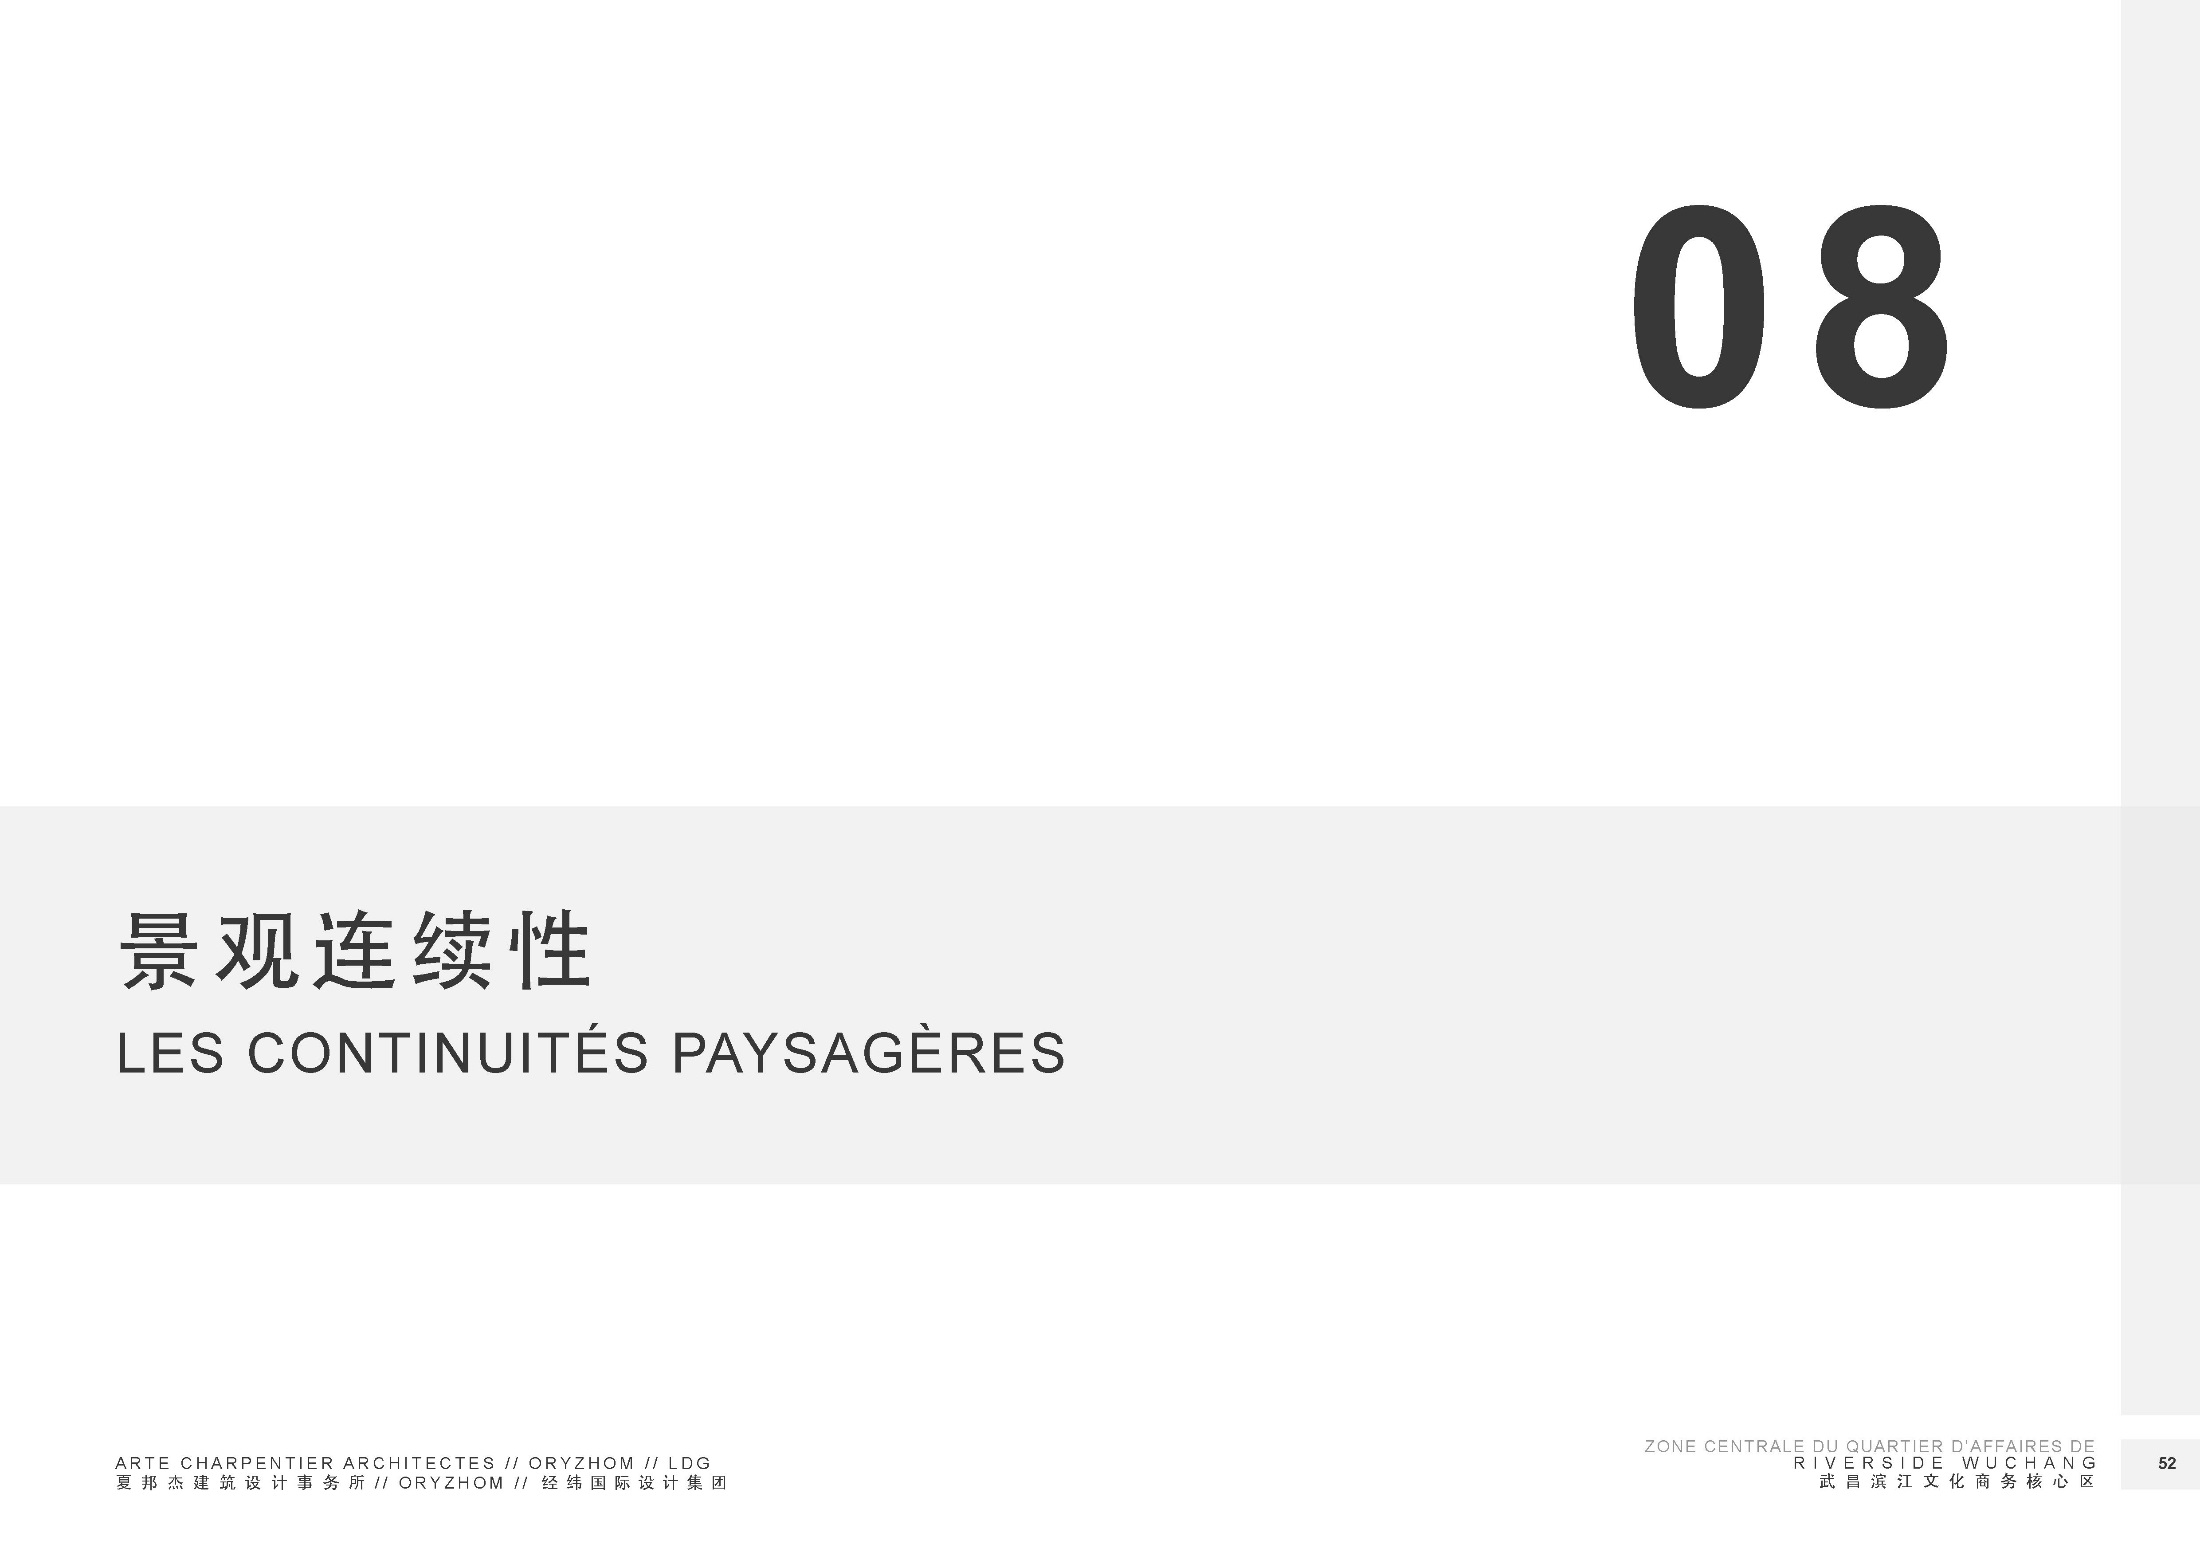 08
景观连续性
LES CONTINUITÉS PAYSAGÈRES
ARTE CHARPENTIER ARCHITECTES // ORYZHOM // LDG
夏邦杰建筑设计事务所 // ORYZHOM // 经纬国际设计集团
ZONE CENTRALE DU QUARTIER D'AFFAIRES DE
RIVERSIDE WUCHANG
武昌滨江文化商务核心区
52